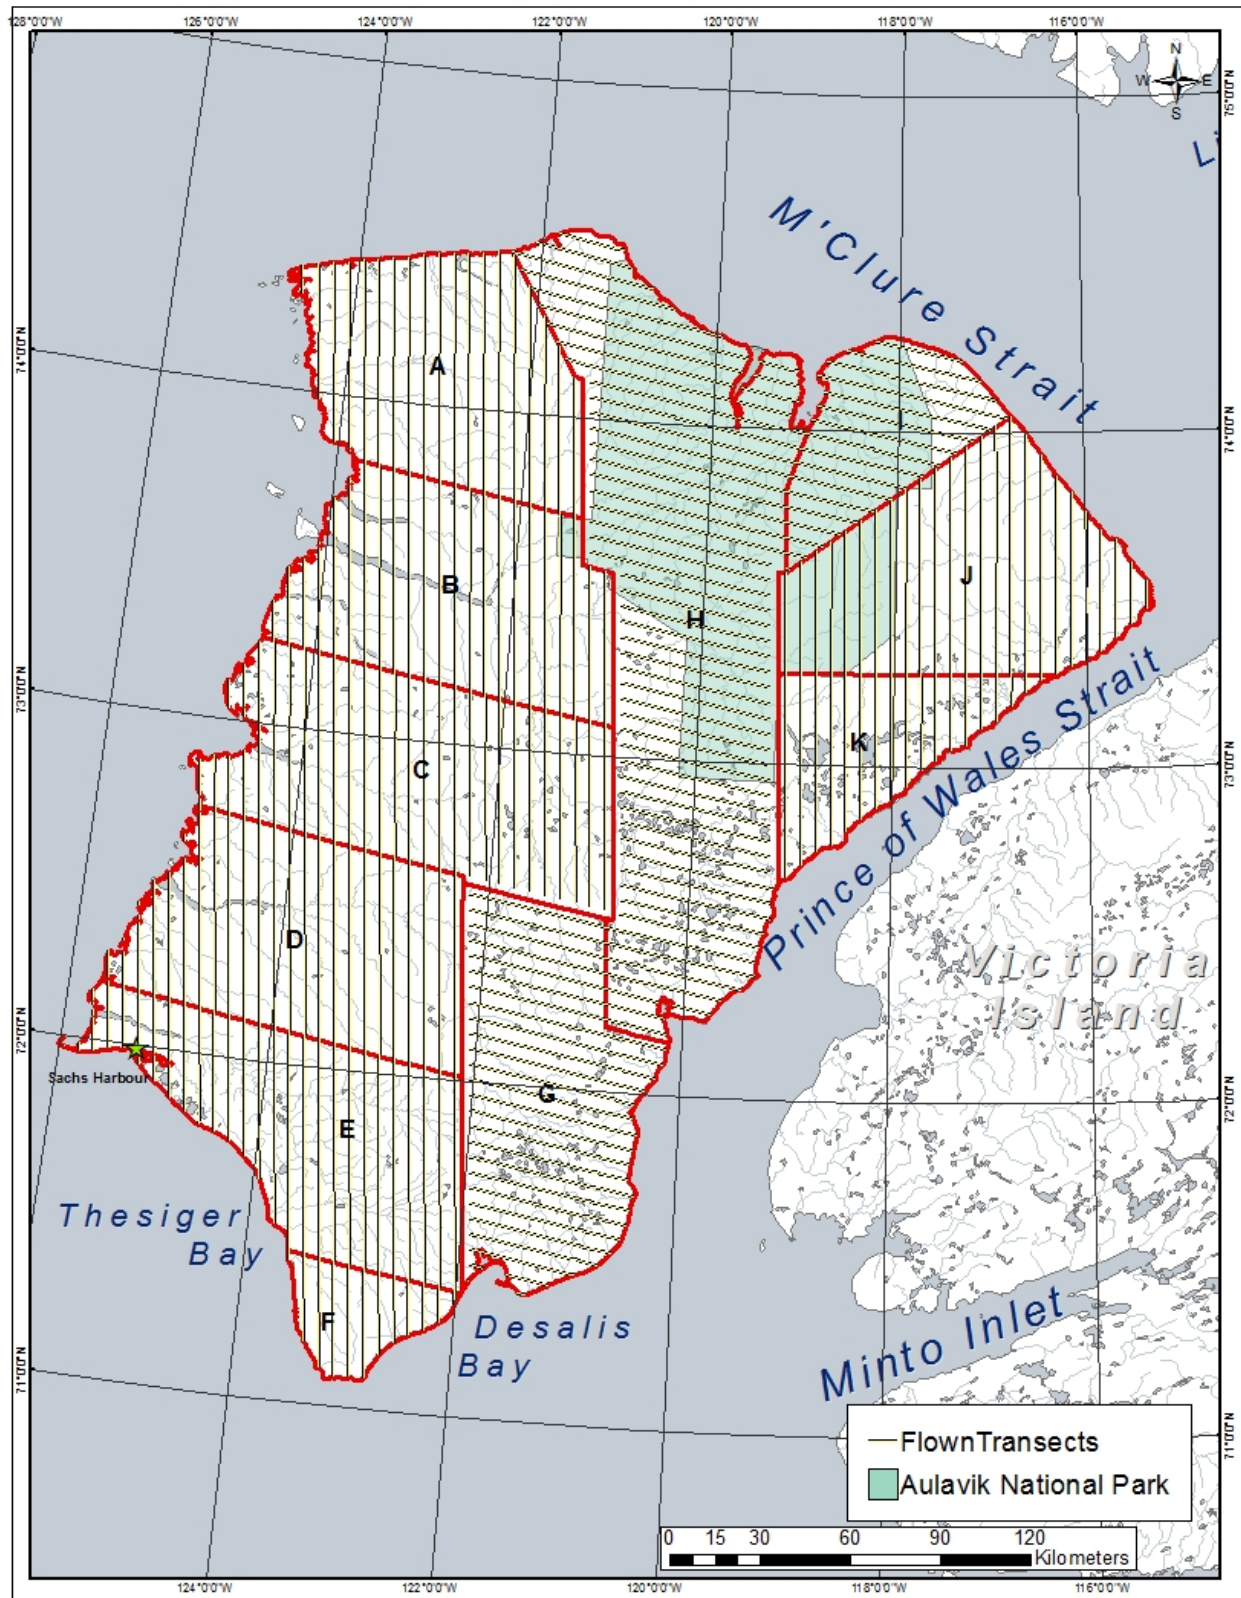 128°0'0"W 126°0'0"W 124°0'0"W 122°0'0"W 120°0'0"W 118°0'0"W 116°0'0"W
N
W E
S
75°0'0"N
Li
M'Clure Strait
74°0'0"N
A
I
74°0'0"N
B
J
H
73°0'0"N
C
K
73°0'0"N
Prince of Wales Strait
D
Victoria
Island
72°0'0"N
Sachs Harbour
G
72°0'0"N
E
Thesiger
Bay
F
Desalis
Bay
Minto Inlet
71°0'0"N
71°0'0"N
FlownTransects
Aulavik National Park
0 15 30 60 90 120
Kilometers
124°0'0"W 122°0'0"W 120°0'0"W 118°0'0"W 116°0'0"W